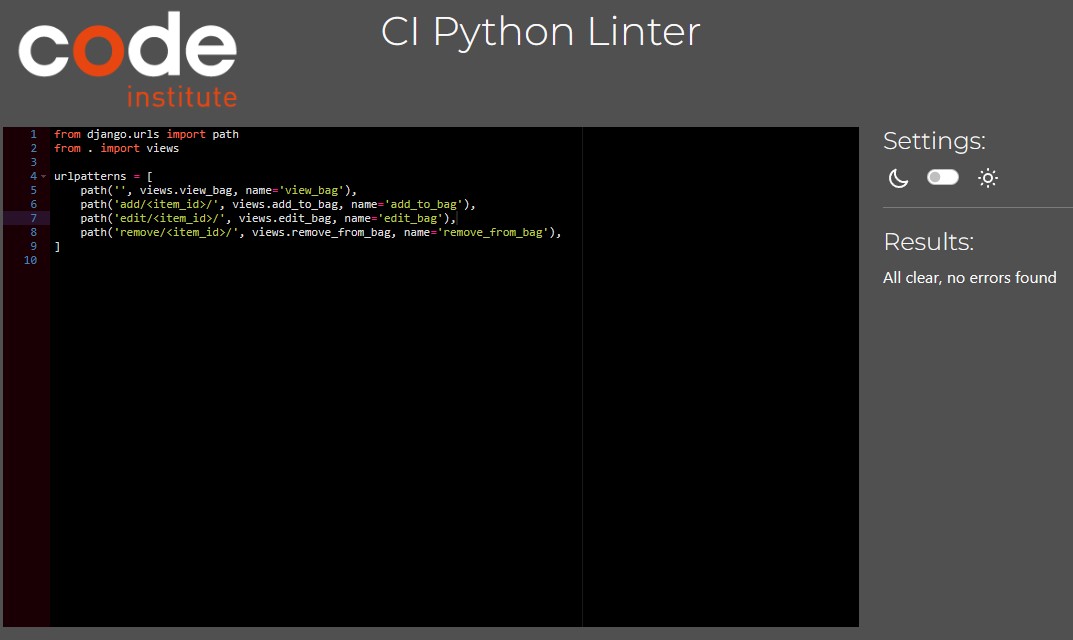 code
institute
CI Python Linter
1 from django.urls import path
2 from . import views
3
4 urlpatterns = [
5     path('', views.view_bag, name='view_bag'),
6     path('add/<item_id>/', views.add_to_bag, name='add_to_bag'),
7     path('edit/<item_id>/', views.edit_bag, name='edit_bag'),
8     path('remove/<item_id>/', views.remove_from_bag, name='remove_from_bag'),
9 ]
10
Settings:
Results:
All clear, no errors found